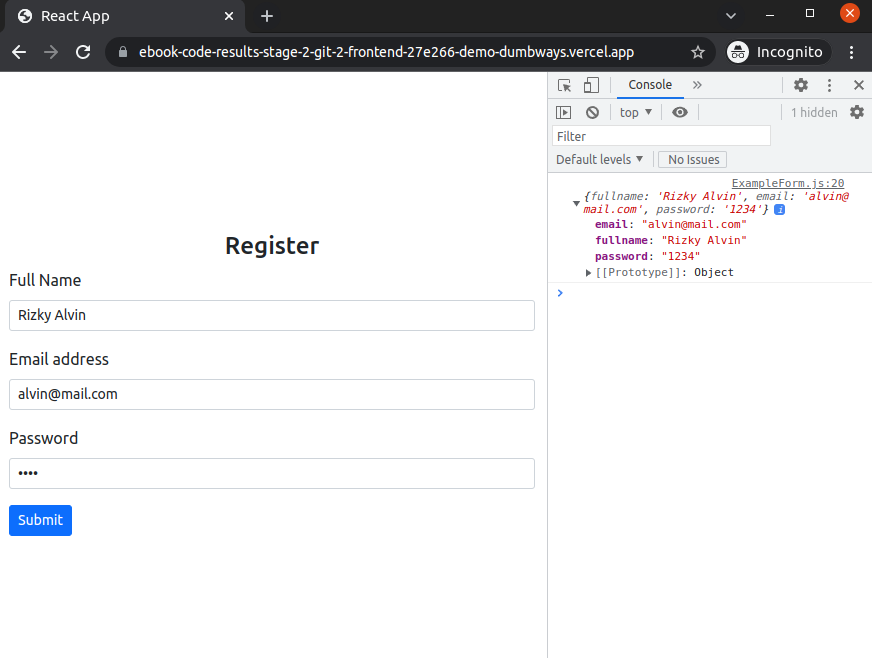 React App
ebook-code-results-stage-2-git-2-frontend-27e266-demo-dumbways.vercel.app
Incognito
Register
Full Name
Rizky Alvin
Email address
alvin@mail.com
Password
••••
Submit
Console
top
1 hidden
Filter
Default levels
No Issues
ExampleForm.js:20
{fullname: 'Rizky Alvin', email: 'alvin@
mail.com', password: '1234'} i
email: "alvin@mail.com"
fullname: "Rizky Alvin"
password: "1234"
[[Prototype]]: Object